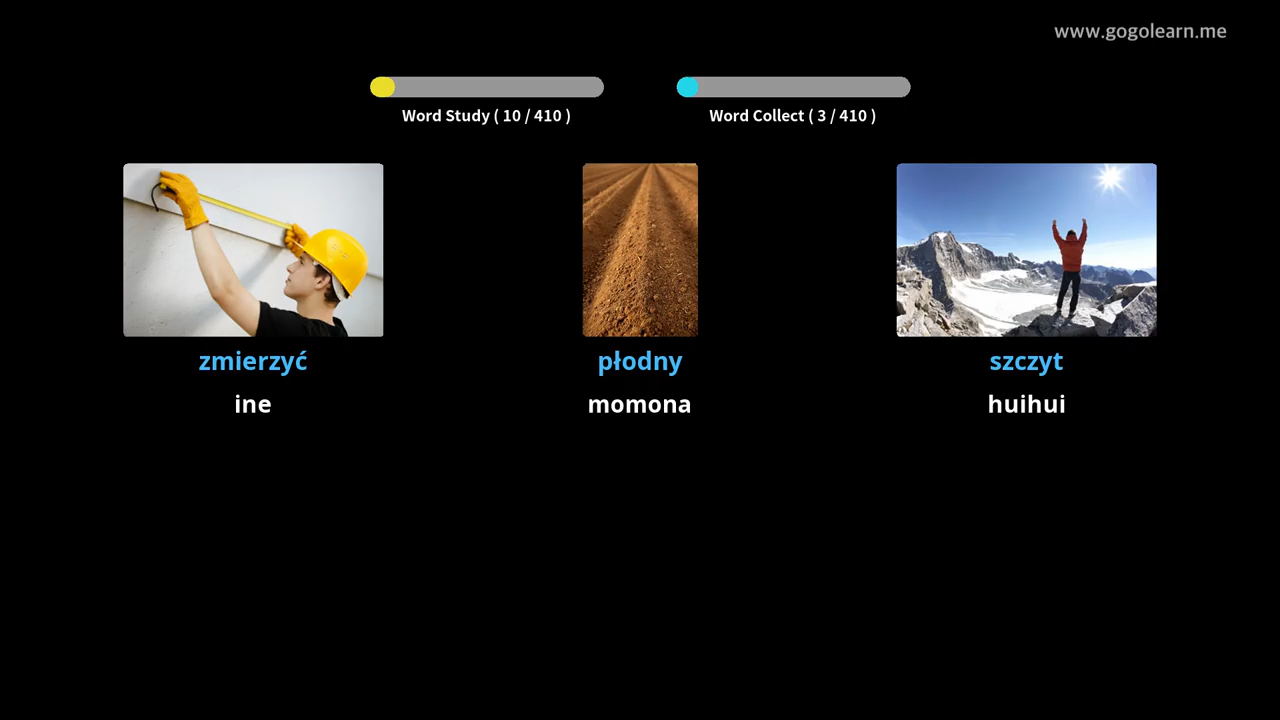 www.gogolearn.me
Word Study ( 10 / 410 )
Word Collect ( 3 / 410 )
zmierzyć
ine
płodny
momona
szczyt
huihui